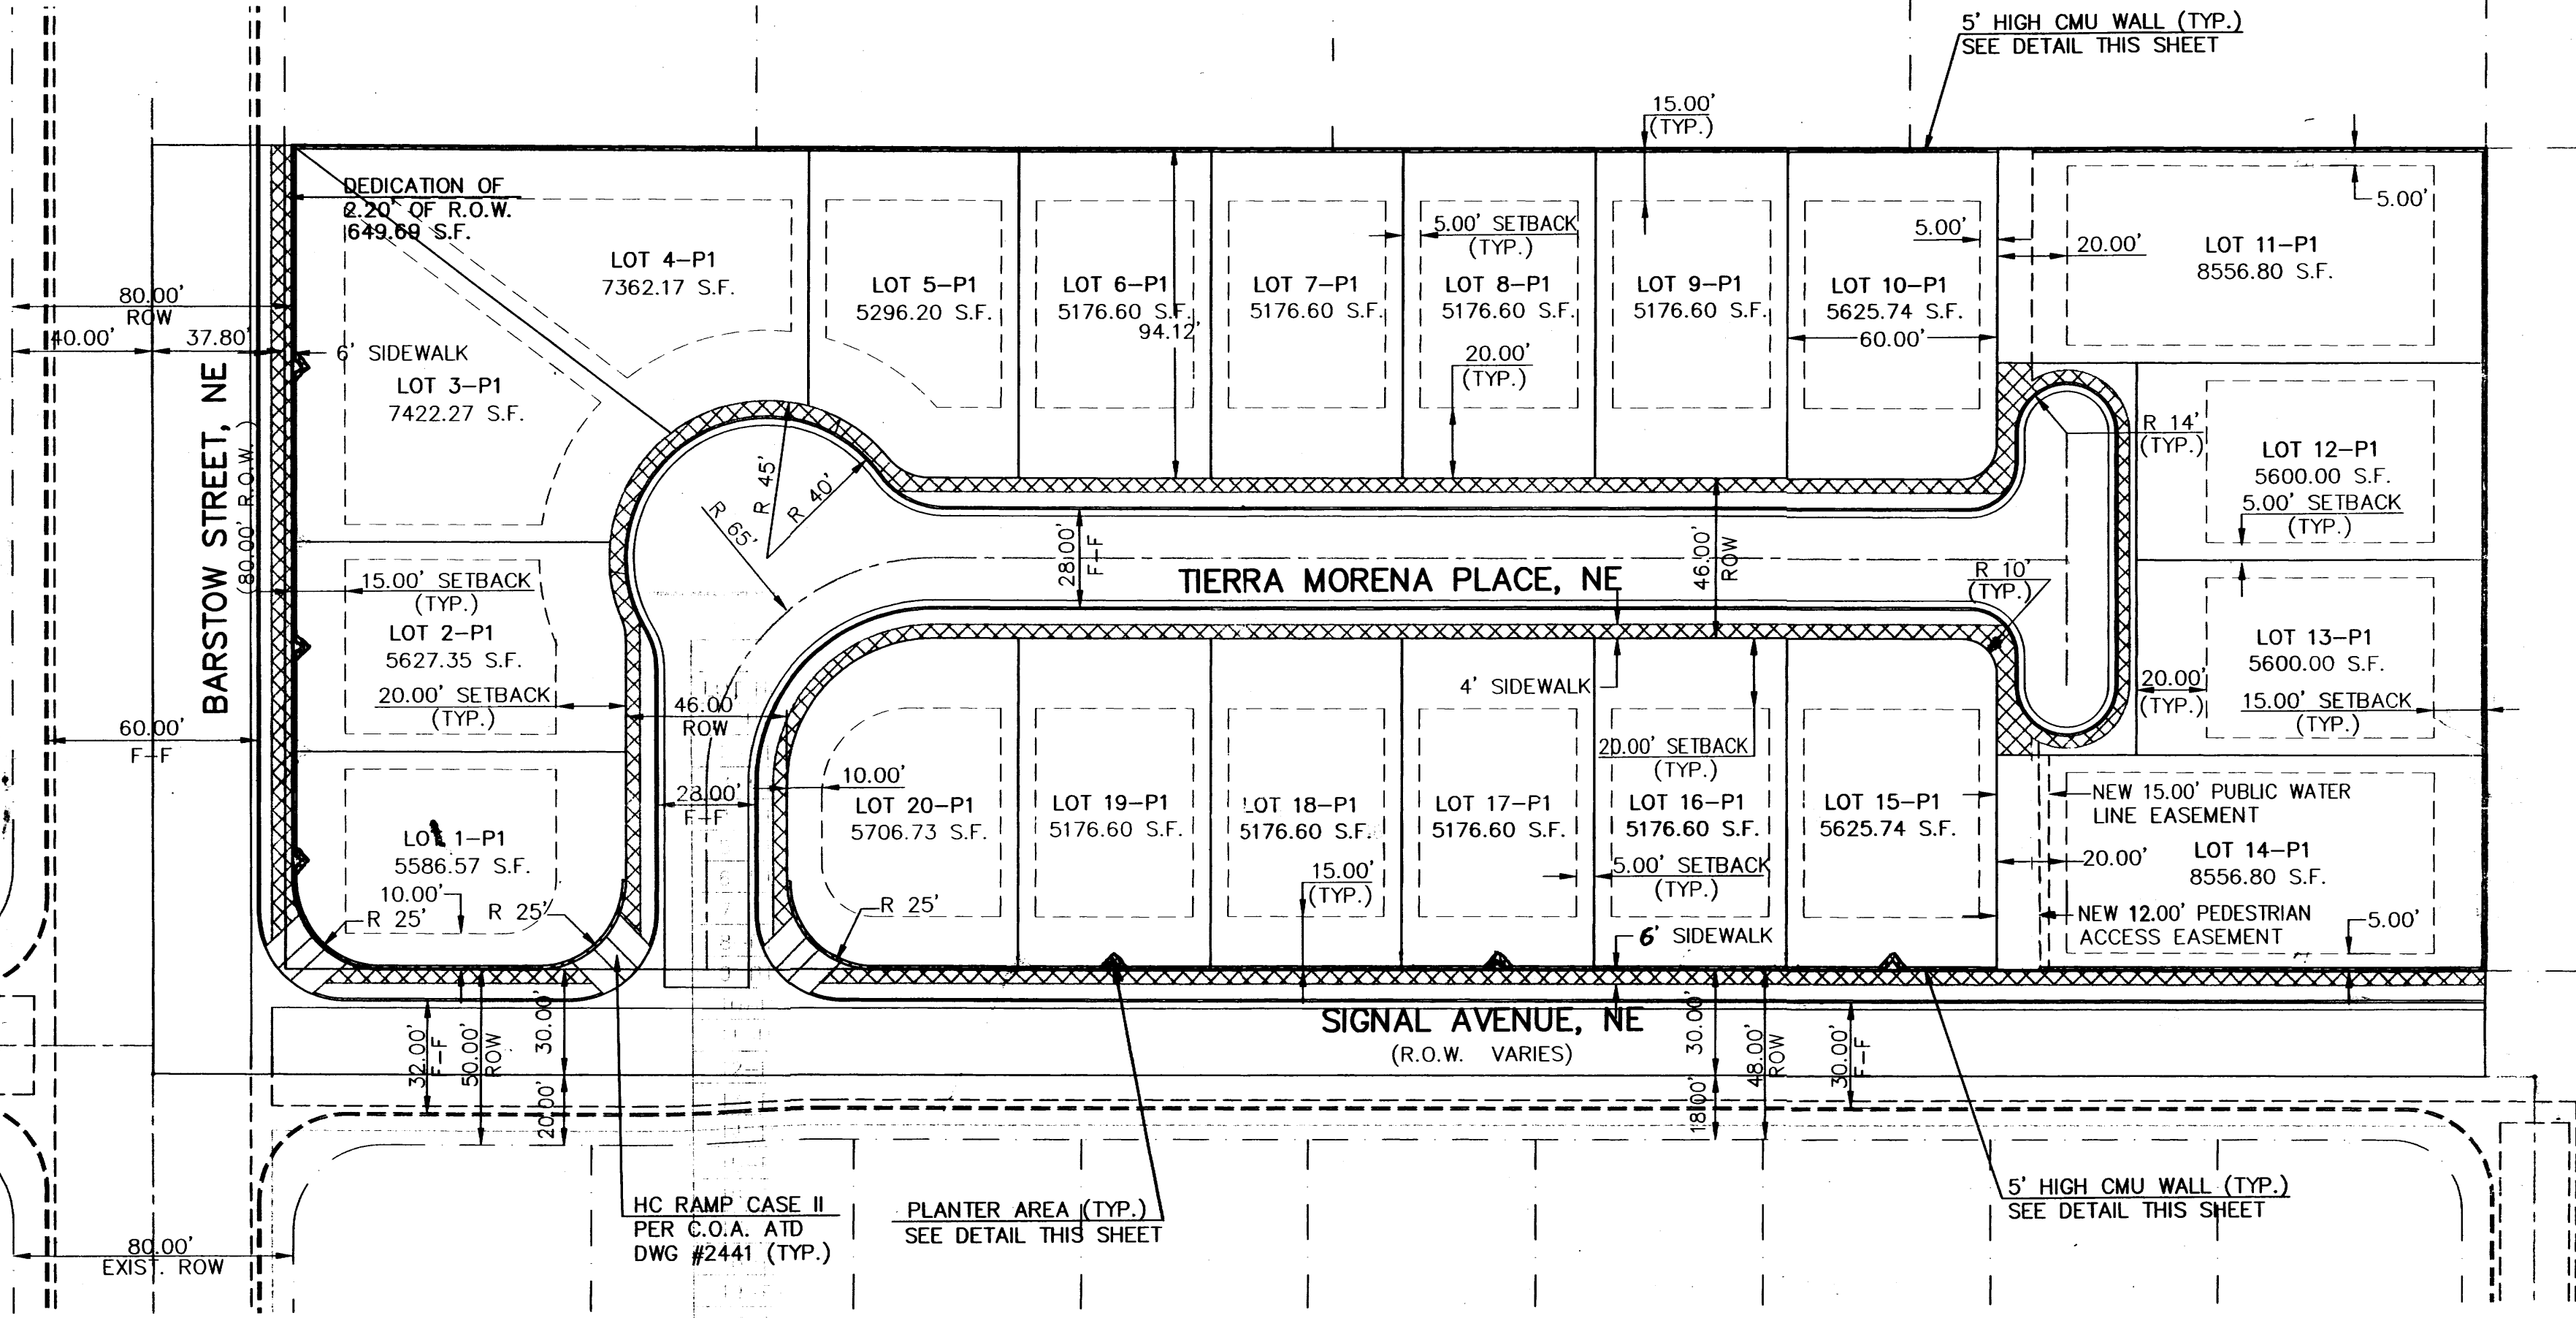 5' HIGH CMU WALL (TYP.)
SEE DETAIL THIS SHEET
15.00'
(TYP.)
DEDICATION OF
2.20' OF R.O.W.
649.69 S.F.
80.00'
ROW
40.00'
37.80'
6' SIDEWALK
BARSTOW STREET, NE
(80.00' R.O.W.)
60.00'
F-F
LOT 4-P1
7362.17 S.F.
LOT 3-P1
7422.27 S.F.
LOT 5-P1
5296.20 S.F.
LOT 6-P1
5176.60 S.F.
94.12'
LOT 7-P1
5176.60 S.F.
5.00' SETBACK
(TYP.)
LOT 8-P1
5176.60 S.F.
20.00'
(TYP.)
LOT 9-P1
5176.60 S.F.
5.00'
LOT 10-P1
5625.74 S.F.
60.00'
20.00'
5.00'
LOT 11-P1
8556.80 S.F.
R 14'
(TYP.)
LOT 12-P1
5600.00 S.F.
5.00' SETBACK
(TYP.)
R 45'
R 40'
R 65'
28.00'
F-F
TIERRA MORENA PLACE, NE
46.00'
ROW
R 10'
(TYP.)
15.00' SETBACK
(TYP.)
LOT 2-P1
5627.35 S.F.
20.00' SETBACK
(TYP.)
46.00'
ROW
28.00'
F-F
LOT 13-P1
5600.00 S.F.
20.00'
(TYP.)
15.00' SETBACK
(TYP.)
4' SIDEWALK
20.00' SETBACK
(TYP.)
10.00'
LOT 20-P1
5706.73 S.F.
R 25'
LOT 19-P1
5176.60 S.F.
LOT 18-P1
5176.60 S.F.
15.00'
(TYP.)
LOT 17-P1
5176.60 S.F.
LOT 16-P1
5176.60 S.F.
5.00' SETBACK
(TYP.)
6' SIDEWALK
LOT 15-P1
5625.74 S.F.
NEW 15.00' PUBLIC WATER
LINE EASEMENT
20.00'
LOT 14-P1
8556.80 S.F.
NEW 12.00' PEDESTRIAN
ACCESS EASEMENT
5.00'
LOT 1-P1
5586.57 S.F.
10.00'
R 25'
R 25'
SIGNAL AVENUE, NE
(R.O.W. VARIES)
32.00'
F-F
50.00'
ROW
30.00'
20.00'
30.00'
18.00'
48.00'
ROW
30.00'
F-F
HC RAMP CASE II
PER C.O.A. ATD
DWG #2441 (TYP.)
PLANTER AREA (TYP.)
SEE DETAIL THIS SHEET
5' HIGH CMU WALL (TYP.)
SEE DETAIL THIS SHEET
80.00'
EXIST. ROW